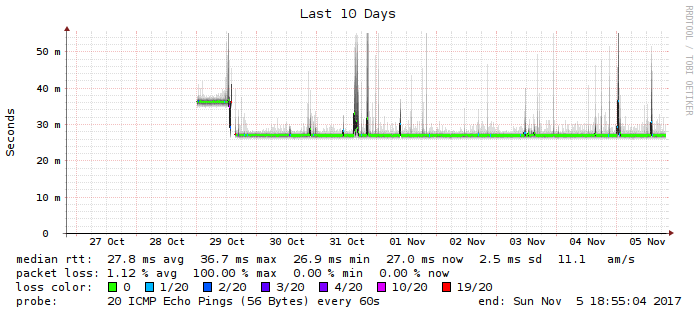 Last 10 Days
RRDTOOL / TOBI OETIKER
Seconds
50 m
40 m
30 m
20 m
10 m
0
27 Oct 28 Oct 29 Oct 30 Oct 31 Oct 01 Nov 02 Nov 03 Nov 04 Nov 05 Nov
median rtt: 27.8 ms avg 36.7 ms max 26.9 ms min 27.0 ms now 2.5 ms sd 11.1 am/s
packet loss: 1.12 % avg 100.00 % max 0.00 % min 0.00 % now
loss color: 0 1/20 2/20 3/20 4/20 10/20 19/20
probe: 20 ICMP Echo Pings (56 Bytes) every 60s end: Sun Nov 5 18:55:04 2017